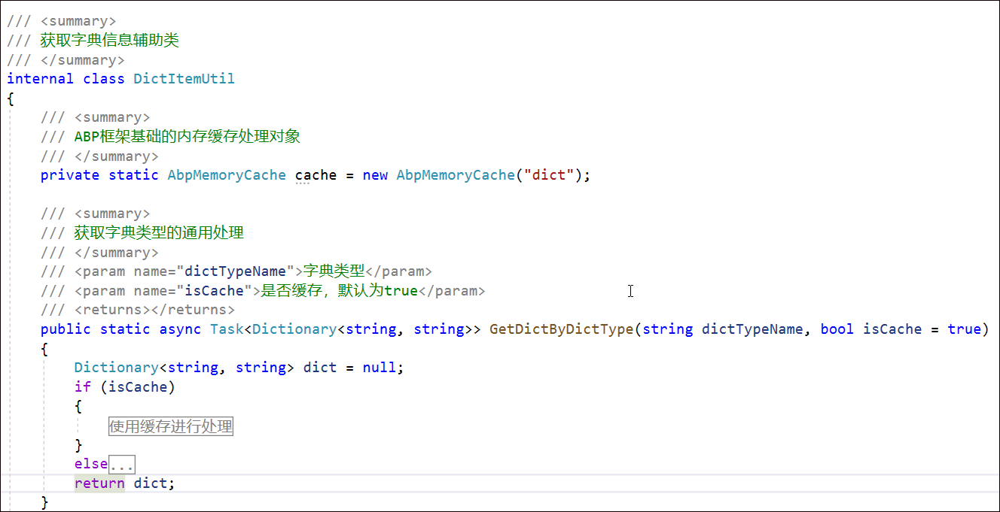 /// <summary>
/// 获取字典信息辅助类
/// </summary>
internal class DictItemUtil
{
/// <summary>
/// ABP框架基础的内存缓存处理对象
/// </summary>
private static AbpMemoryCache cache = new AbpMemoryCache("dict");
/// <summary>
/// 获取字典类型的通用处理
/// </summary>
/// <param name="dictTypeName">字典类型</param>
/// <param name="isCache">是否缓存，默认为true</param>
/// <returns></returns>
public static async Task<Dictionary<string, string>> GetDictByDictType(string dictTypeName, bool isCache = true)
{
Dictionary<string, string> dict = null;
if (isCache)
{
使用缓存进行处理
}
else...
return dict;
}